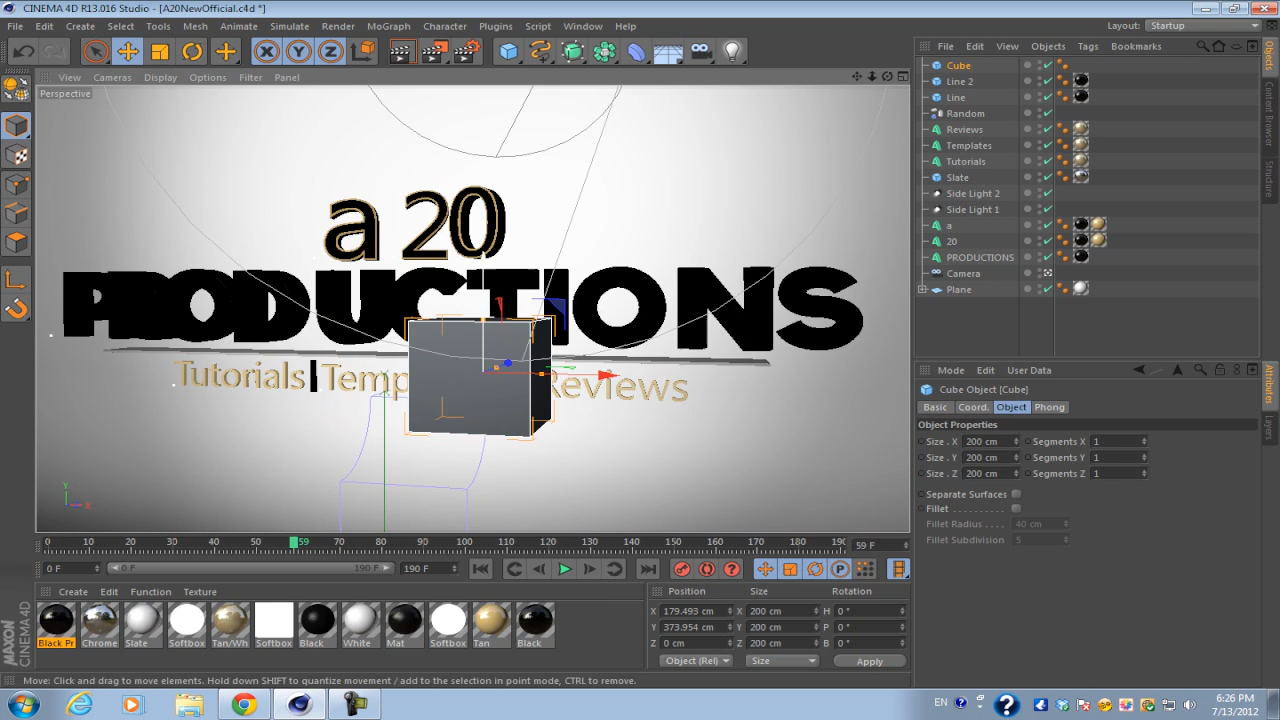 CINEMA 4D R13.016 Studio - [A20NewOfficial.c4d *]
File Edit Create Select Tools Mesh Animate Simulate Render MoGraph Character Plugins Script Window Help
Layout: Startup
X Y Z
File Edit View Objects Tags Bookmarks
View Cameras Display Options Filter Panel
Perspective
Cube
Line 2
Line
Random
Reviews
Templates
Tutorials
Slate
Side Light 2
Side Light 1
a
20
PRODUCTIONS
Camera
Plane
Objects
Content Browser
Structure
a 20
PRODUCTIONS
Tutorials Temp Reviews
Y
X
Mode Edit User Data
Cube Object [Cube]
Basic Coord. Object Phong
Object Properties
Size . X 200 cm Segments X 1
Size . Y 200 cm Segments Y 1
Size . Z 200 cm Segments Z 1
Separate Surfaces
Fillet . . . . . . . . . .
Fillet Radius . . . . 40 cm
Fillet Subdivision 5
Attributes
Layers
0 10 20 30 40 50 59 70 80 90 100 110 120 130 140 150 160 170 180 190
59 F
0 F 0 F 190 F 190 F
P
Create Edit Function Texture
Black Pr Chrome Slate Softbox Tan/Wh Softbox Black White Mat Softbox Tan Black
MAXON CINEMA4D
Position Size Rotation
X 179.493 cm X 200 cm H 0 °
Y 373.954 cm Y 200 cm P 0 °
Z 0 cm Z 200 cm B 0 °
Object (Rel) Size Apply
Move: Click and drag to move elements. Hold down SHIFT to quantize movement / add to the selection in point mode, CTRL to remove.
EN
6:26 PM
7/13/2012